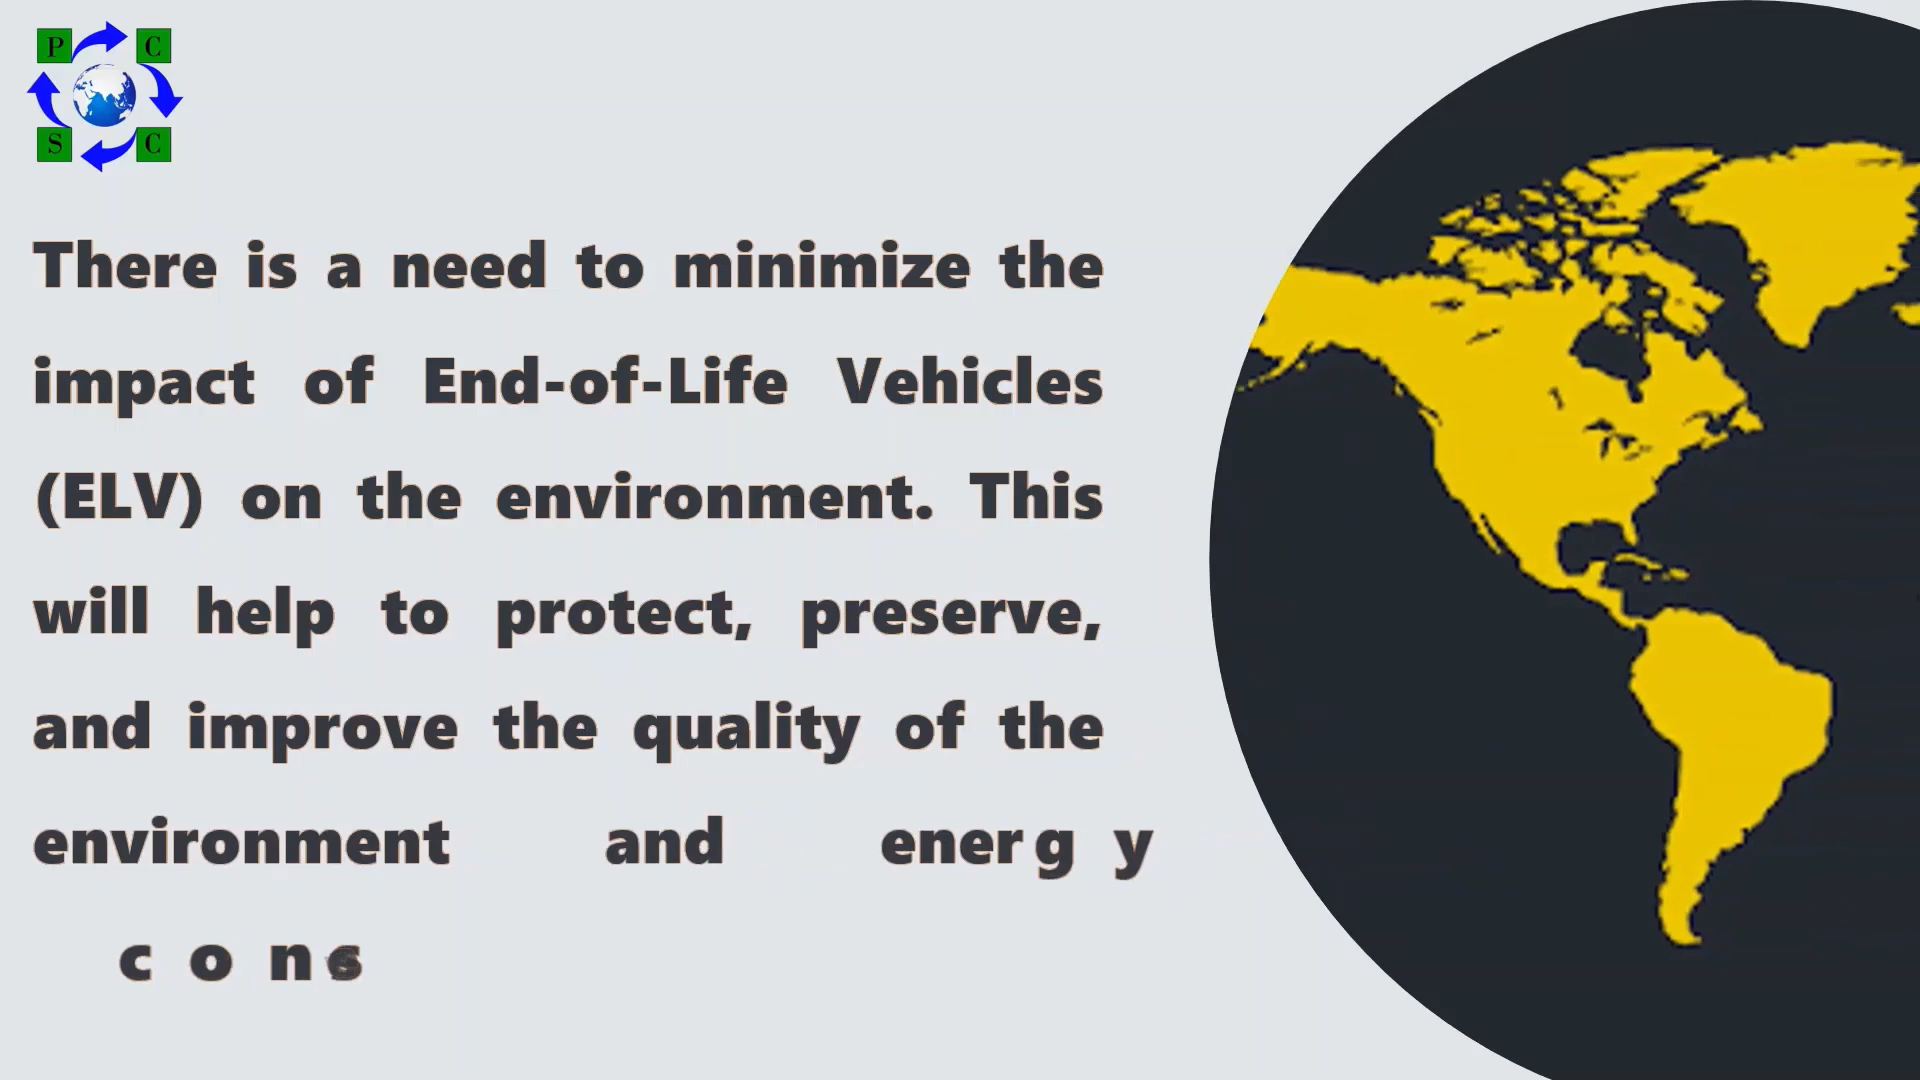 P C
S C
There is a need to minimize the
impact of End-of-Life Vehicles
(ELV) on the environment. This
will help to protect, preserve,
and improve the quality of the
environment and energy
con